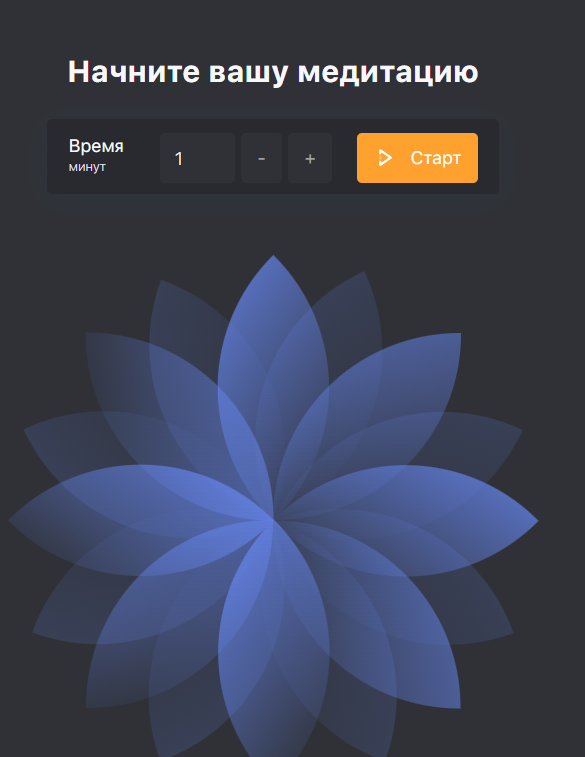 Начните вашу медитацию
Время
минут
1
-
+
Старт